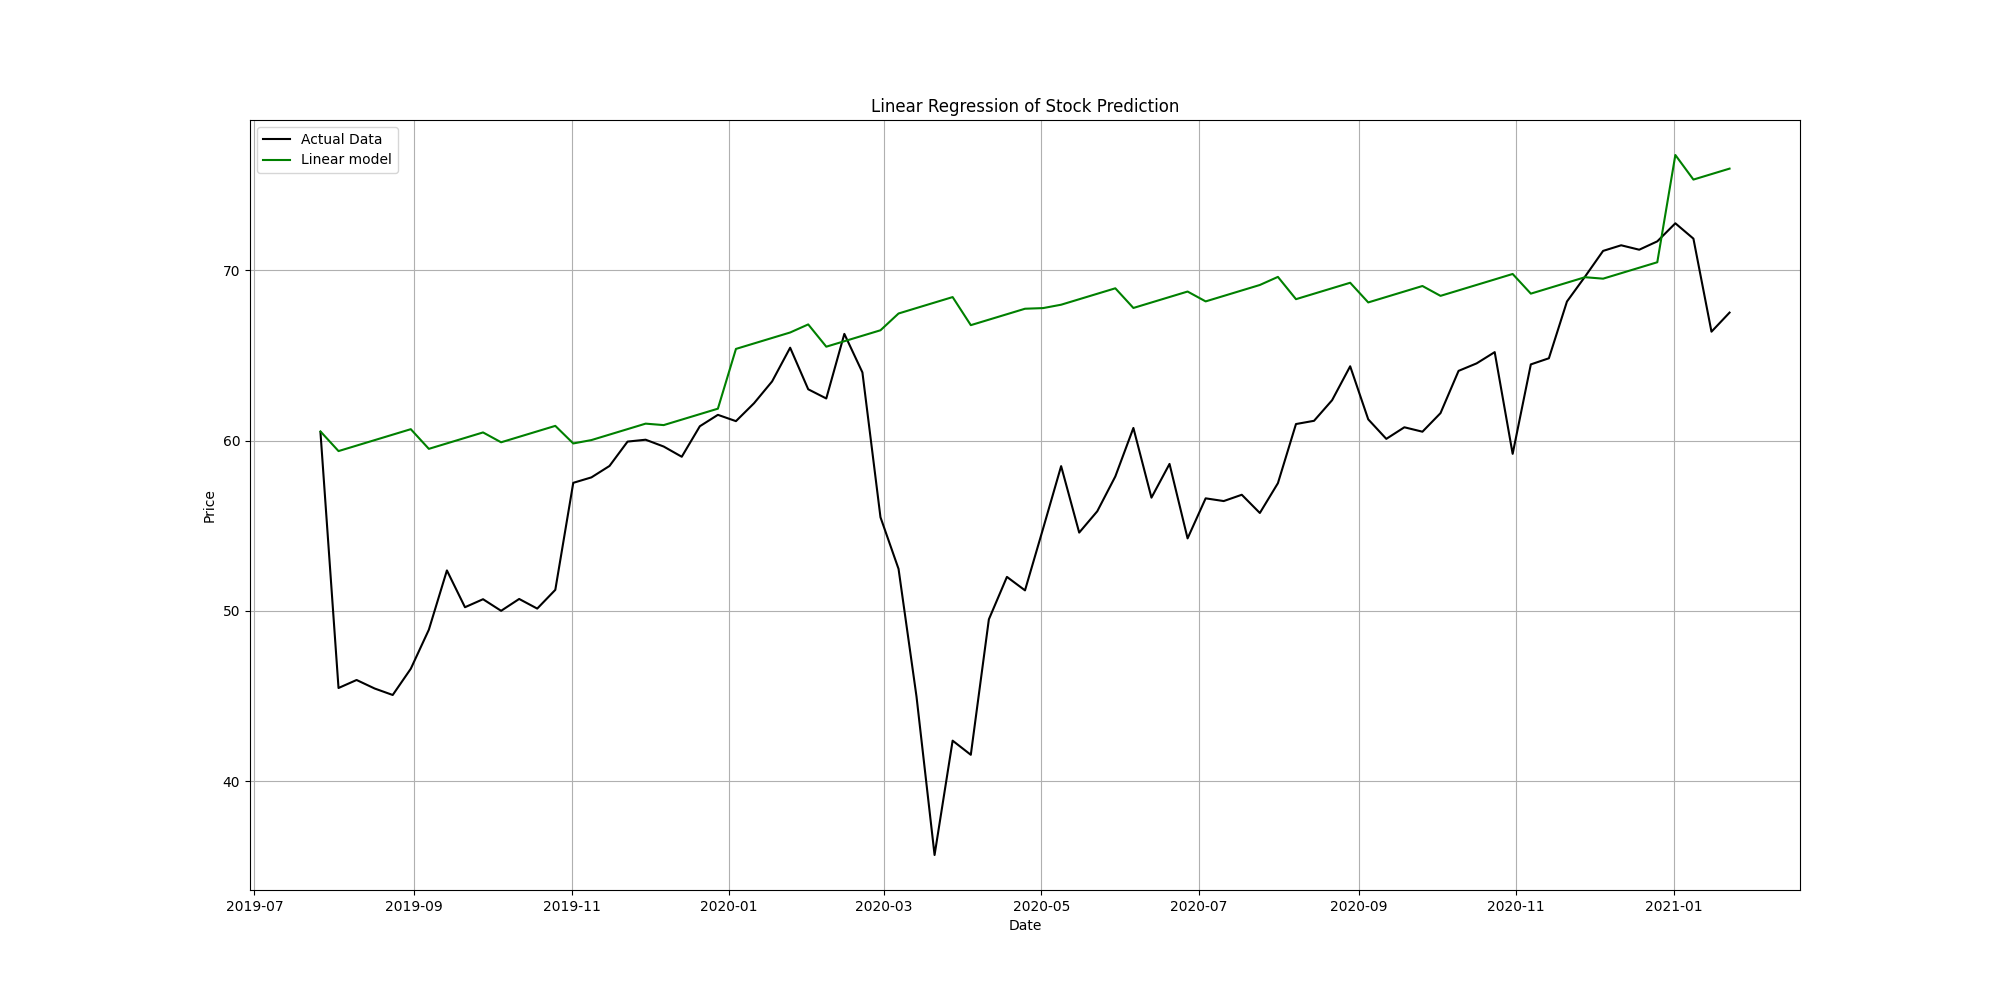 Linear Regression of Stock Prediction
Actual Data
Linear model
70
60
50
40
Price
2019-07 2019-09 2019-11 2020-01 2020-03 2020-05 2020-07 2020-09 2020-11 2021-01
Date